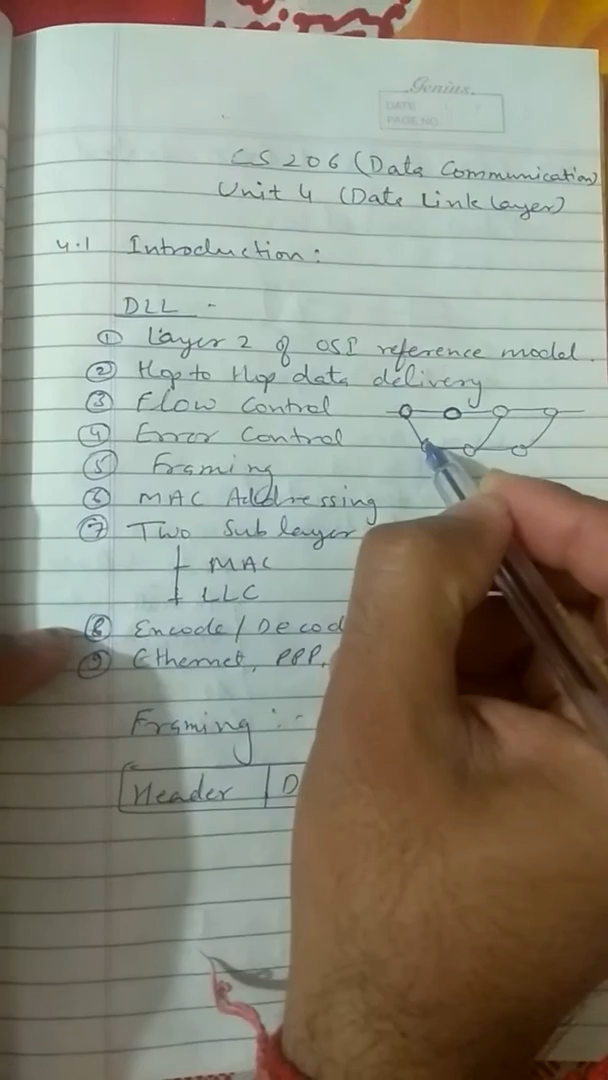 Genius
DATE
PAGE NO
CS 206 (Data Communication)
Unit 4 (Data Link layer)
4.1 Introduction :
DLL -
① Layer 2 of OSI reference model.
② Hop to Hop data delivery
③ Flow Control
④ Error Control
⑤ Framing
⑥ MAC Addressing
⑦ Two Sub layer
MAC
LLC
⑧ Encode/Decod
⑨ Ethernet, PPP,
Framing :-
Header | D